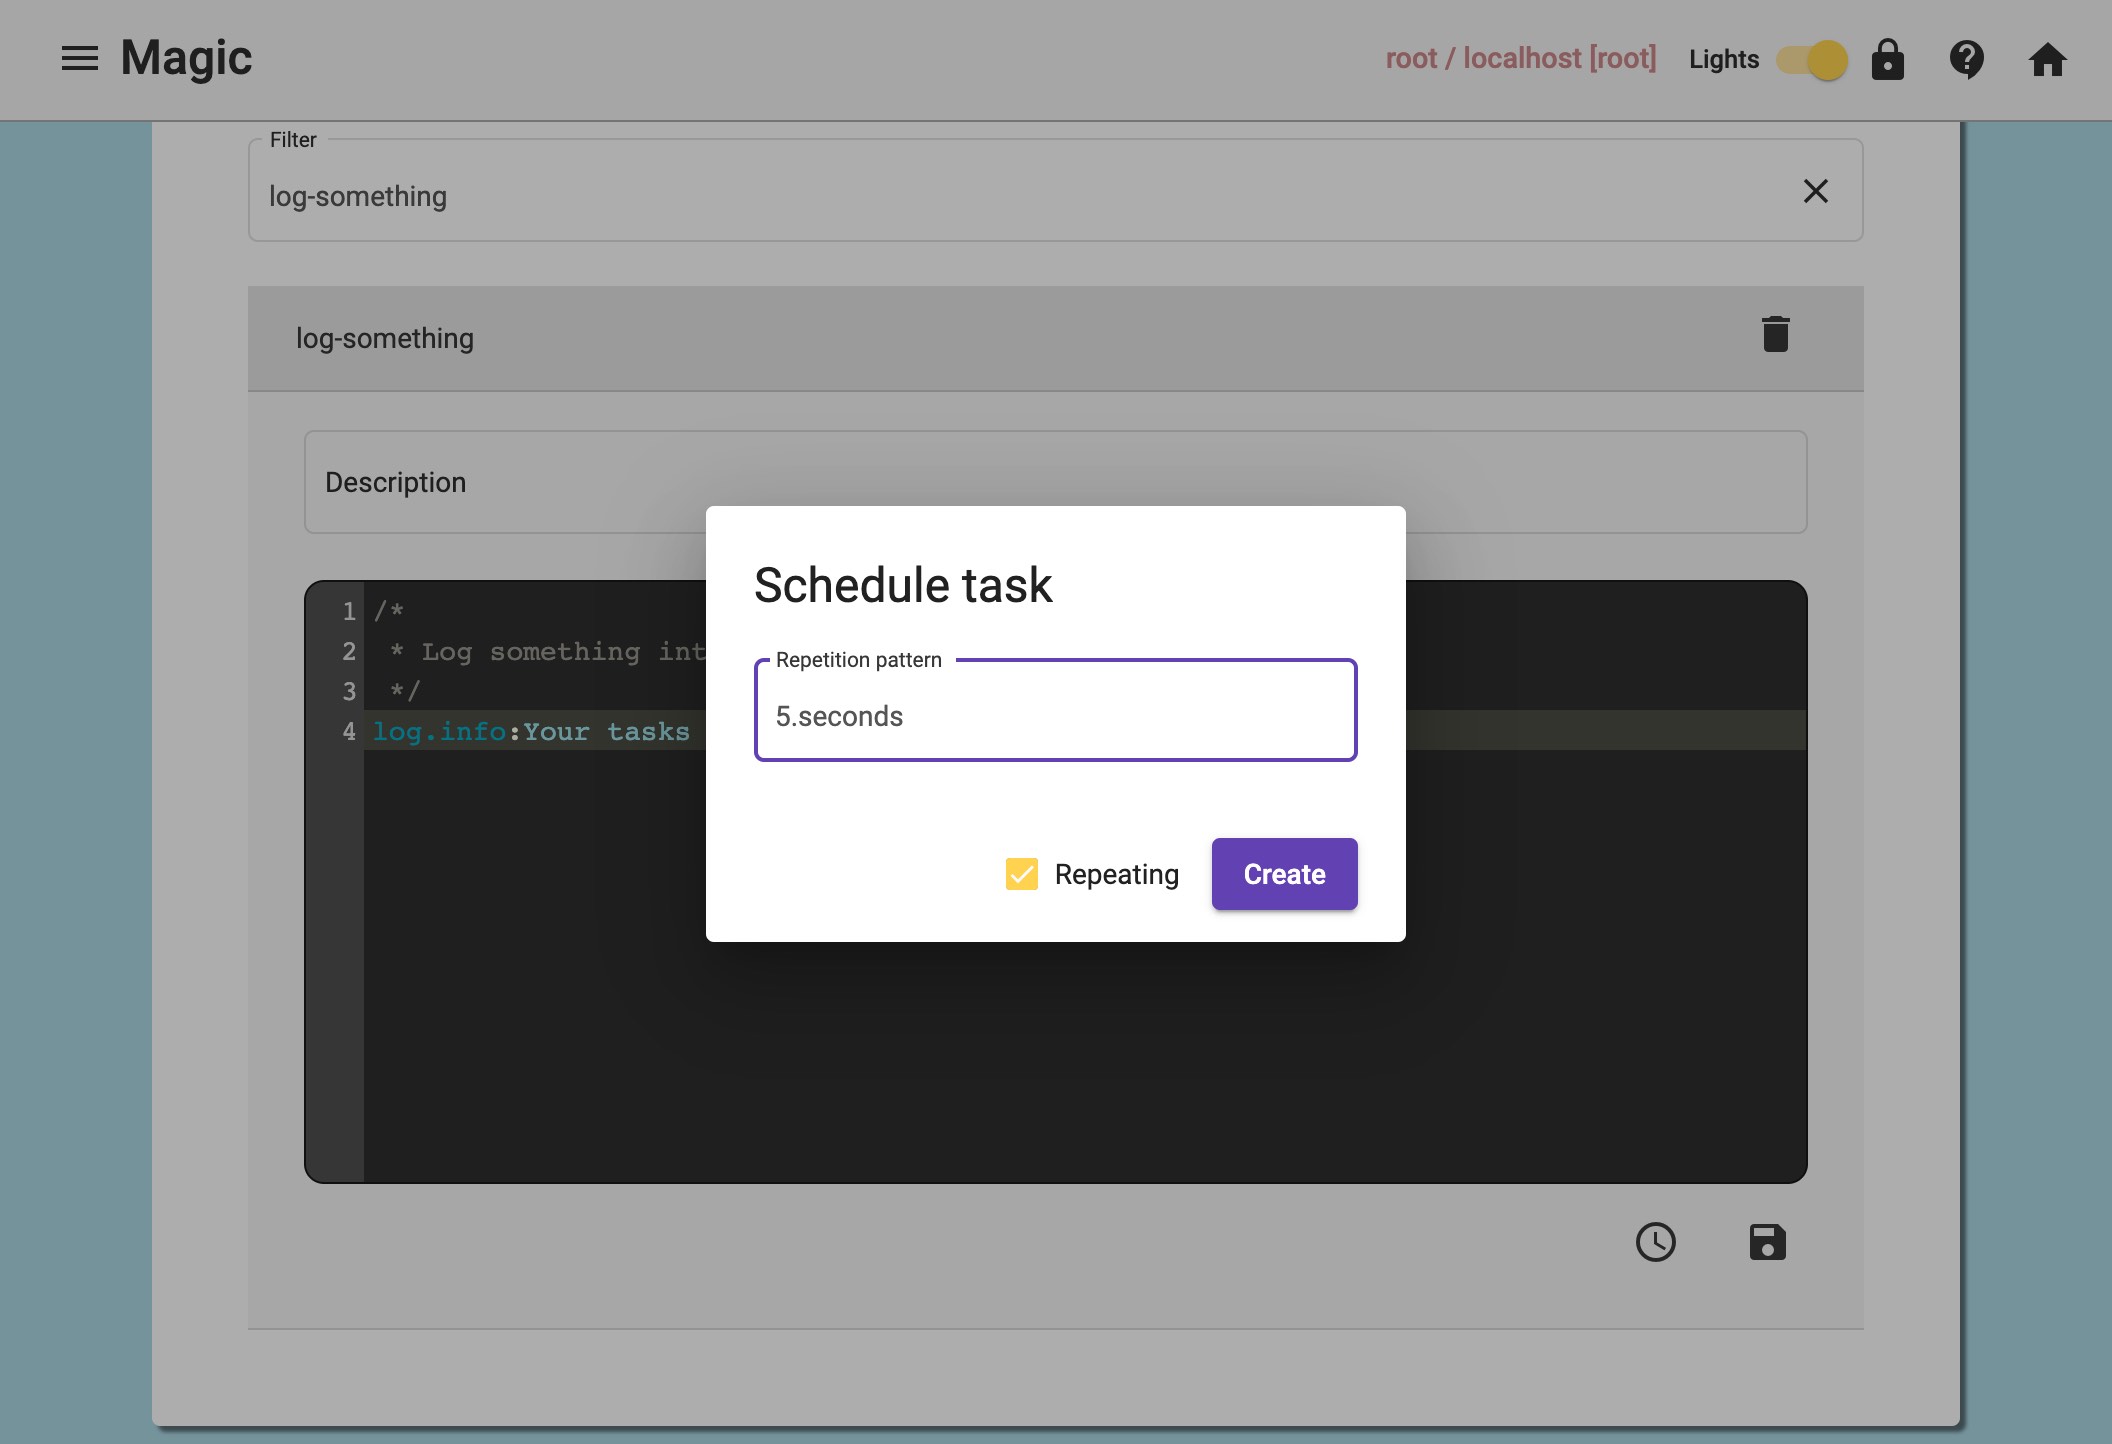 Magic
root / localhost [root] Lights
Filter
log-something
log-something
Description
1 /*
2  * Log something int
3  */
4 log.info:Your tasks
Schedule task
Repetition pattern
5.seconds
Repeating
Create